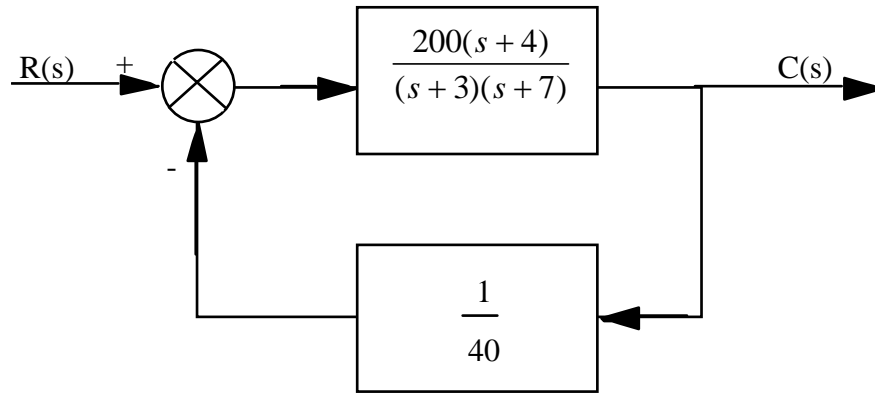 R(s)
+
200(s + 4)
(s + 3)(s + 7)
C(s)
-
1
40